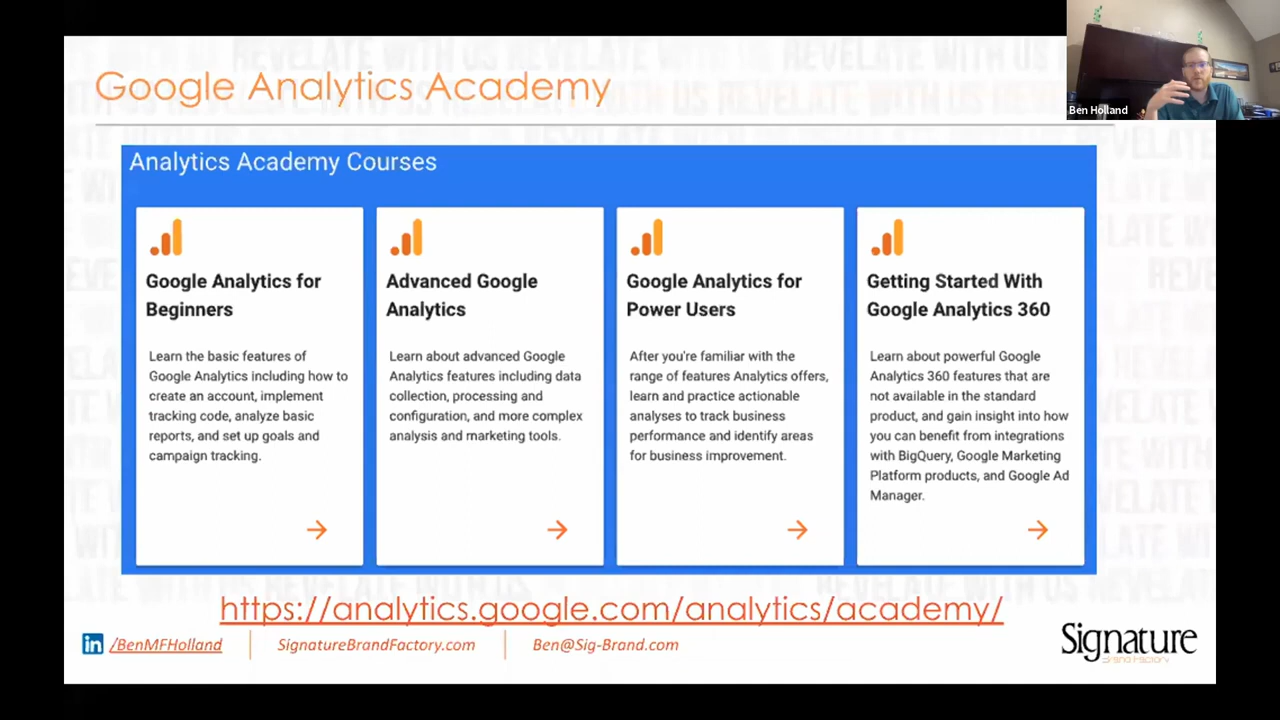 Google Analytics Academy
Ben Holland
Analytics Academy Courses
Google Analytics for
Beginners
Learn the basic features of
Google Analytics including how to
create an account, implement
tracking code, analyze basic
reports, and set up goals and
campaign tracking.
Advanced Google
Analytics
Learn about advanced Google
Analytics features including data
collection, processing and
configuration, and more complex
analysis and marketing tools.
Google Analytics for
Power Users
After you're familiar with the
range of features Analytics offers,
learn and practice actionable
analyses to track business
performance and identify areas
for business improvement.
Getting Started With
Google Analytics 360
Learn about powerful Google
Analytics 360 features that are
not available in the standard
product, and gain insight into how
you can benefit from integrations
with BigQuery, Google Marketing
Platform products, and Google Ad
Manager.
https://analytics.google.com/analytics/academy/
in /BenMFHolland
SignatureBrandFactory.com
Ben@Sig-Brand.com
Signature
Brand Factory
REVELATE WITH US